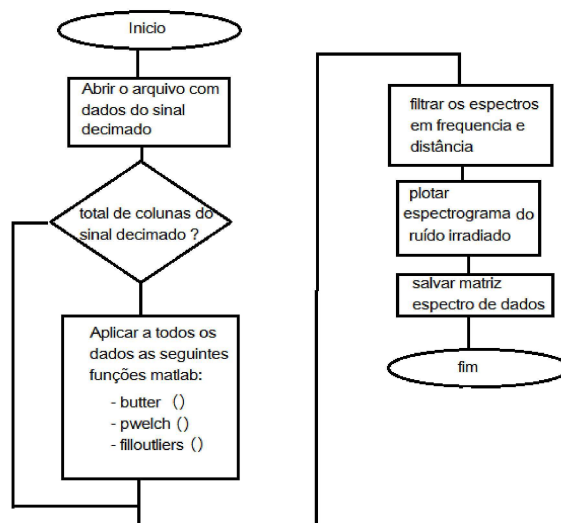 Inicio
Abrir o arquivo com
dados do sinal
decimado
total de colunas do
sinal decimado ?
Aplicar a todos os
dados as seguintes
funções matlab:
- butter ()
- pwelch ()
- filloutliers ()
filtrar os espectros
em frequencia e
distância
plotar
espectrograma do
ruído irradiado
salvar matriz
espectro de dados
fim